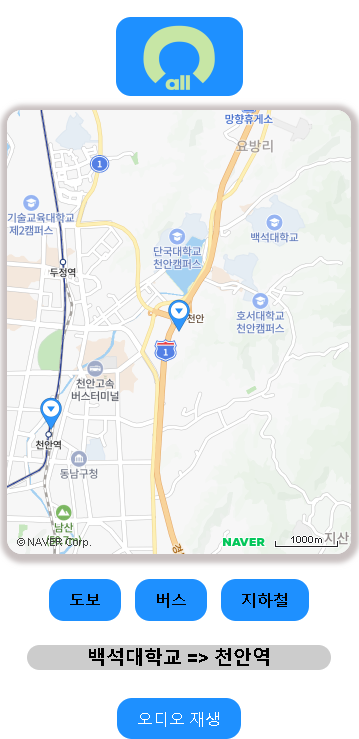 all
망향휴게소
요방리
1
기술교육대학교
제2캠퍼스
단국대학교
천안캠퍼스
백석대학교
두정역
호서대학교
천안캠퍼스
천안
1
천안고속
버스터미널
천안역
동남구청
남산
지산
© NAVER Corp.
NAVER
1000m
도보
버스
지하철
백석대학교 => 천안역
오디오 재생